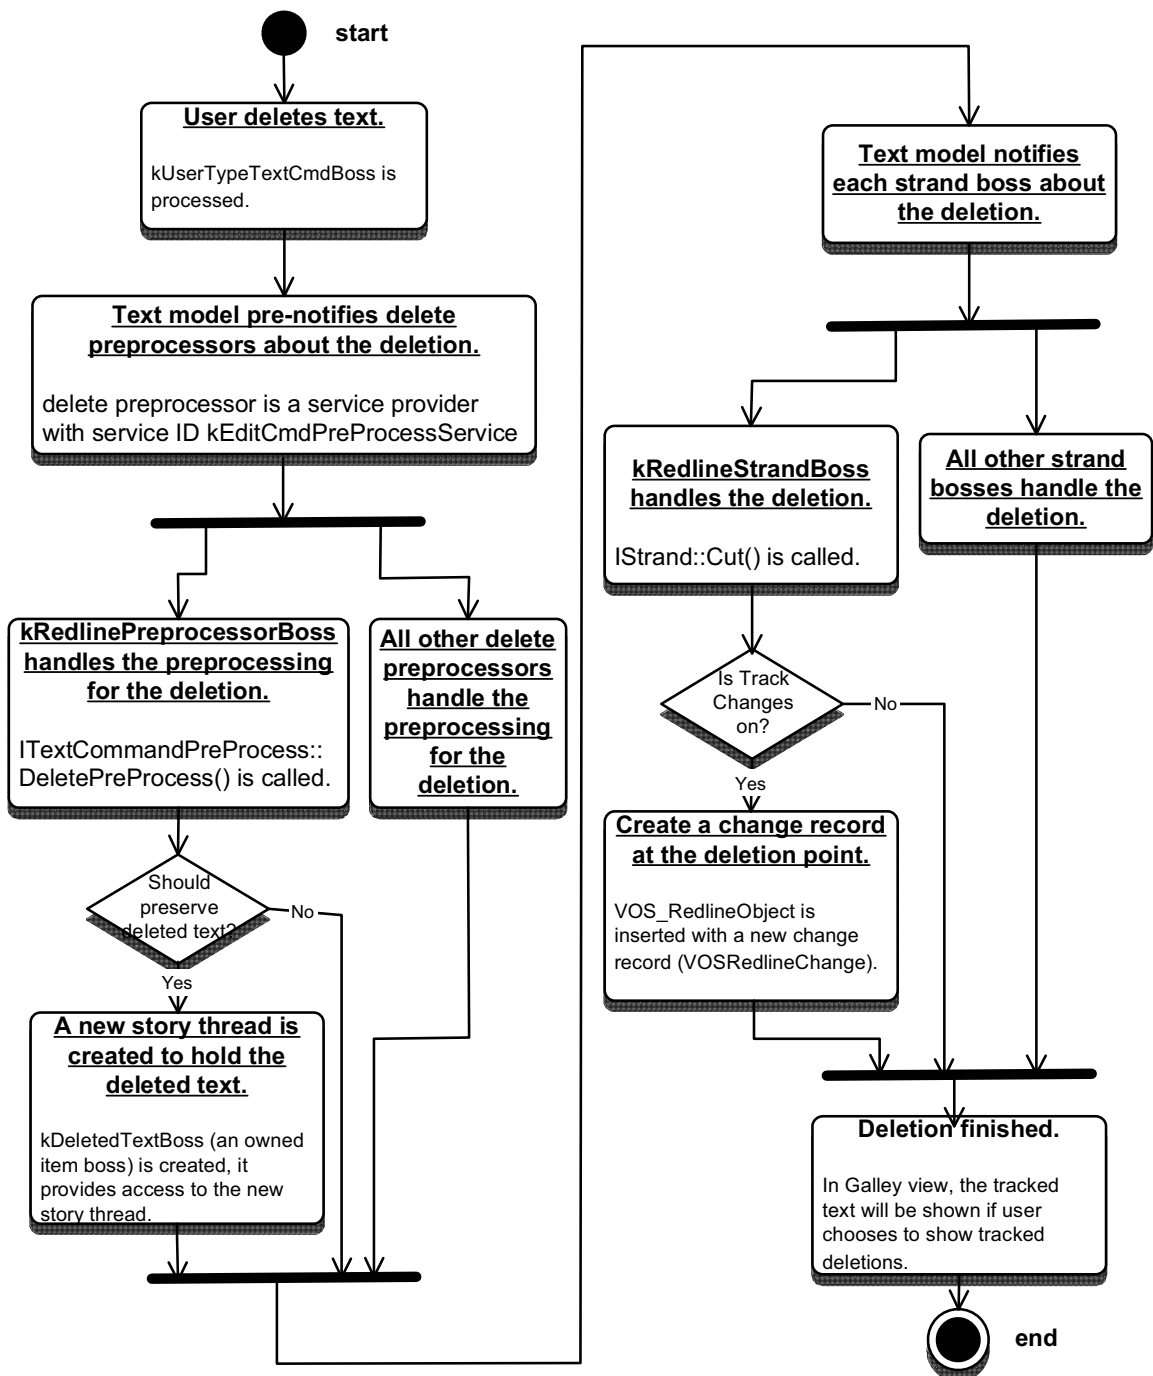 start
User deletes text.
kUserTypeTextCmdBoss is
processed.
Text model pre-notifies delete
preprocessors about the deletion.
delete preprocessor is a service provider
with service ID kEditCmdPreProcessService
kRedlinePreprocessorBoss
handles the preprocessing
for the deletion.
ITextCommandPreProcess::
DeletePreProcess() is called.
All other delete
preprocessors
handle the
preprocessing
for the
deletion.
Should
preserve
deleted text?
No
Yes
A new story thread is
created to hold the
deleted text.
kDeletedTextBoss (an owned
item boss) is created, it
provides access to the new
story thread.
Text model notifies
each strand boss about
the deletion.
kRedlineStrandBoss
handles the deletion.
IStrand::Cut() is called.
All other strand
bosses handle the
deletion.
Is Track
Changes
on?
No
Yes
Create a change record
at the deletion point.
VOS_RedlineObject is
inserted with a new change
record (VOSRedlineChange).
Deletion finished.
In Galley view, the tracked
text will be shown if user
chooses to show tracked
deletions.
end